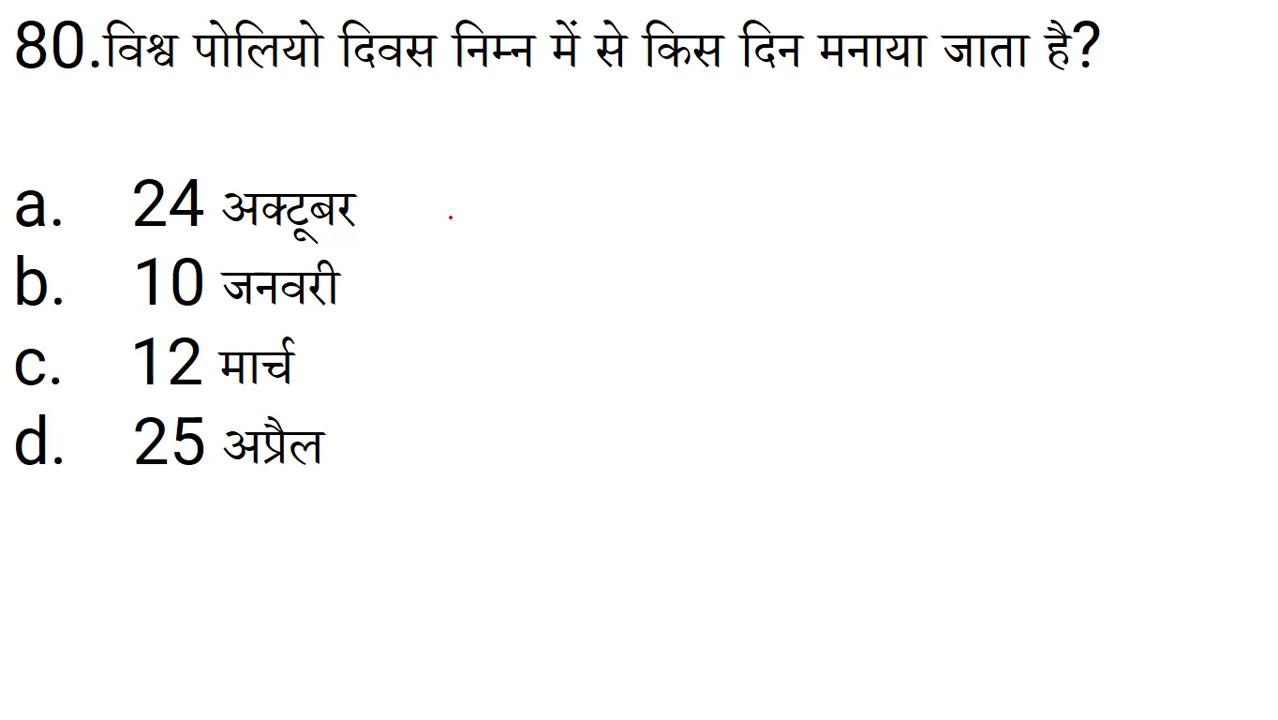 80.विश्व पोलियो दिवस निम्न में से किस दिन मनाया जाता है?
a. 24 अक्टूबर
b. 10 जनवरी
c. 12 मार्च
d. 25 अप्रैल